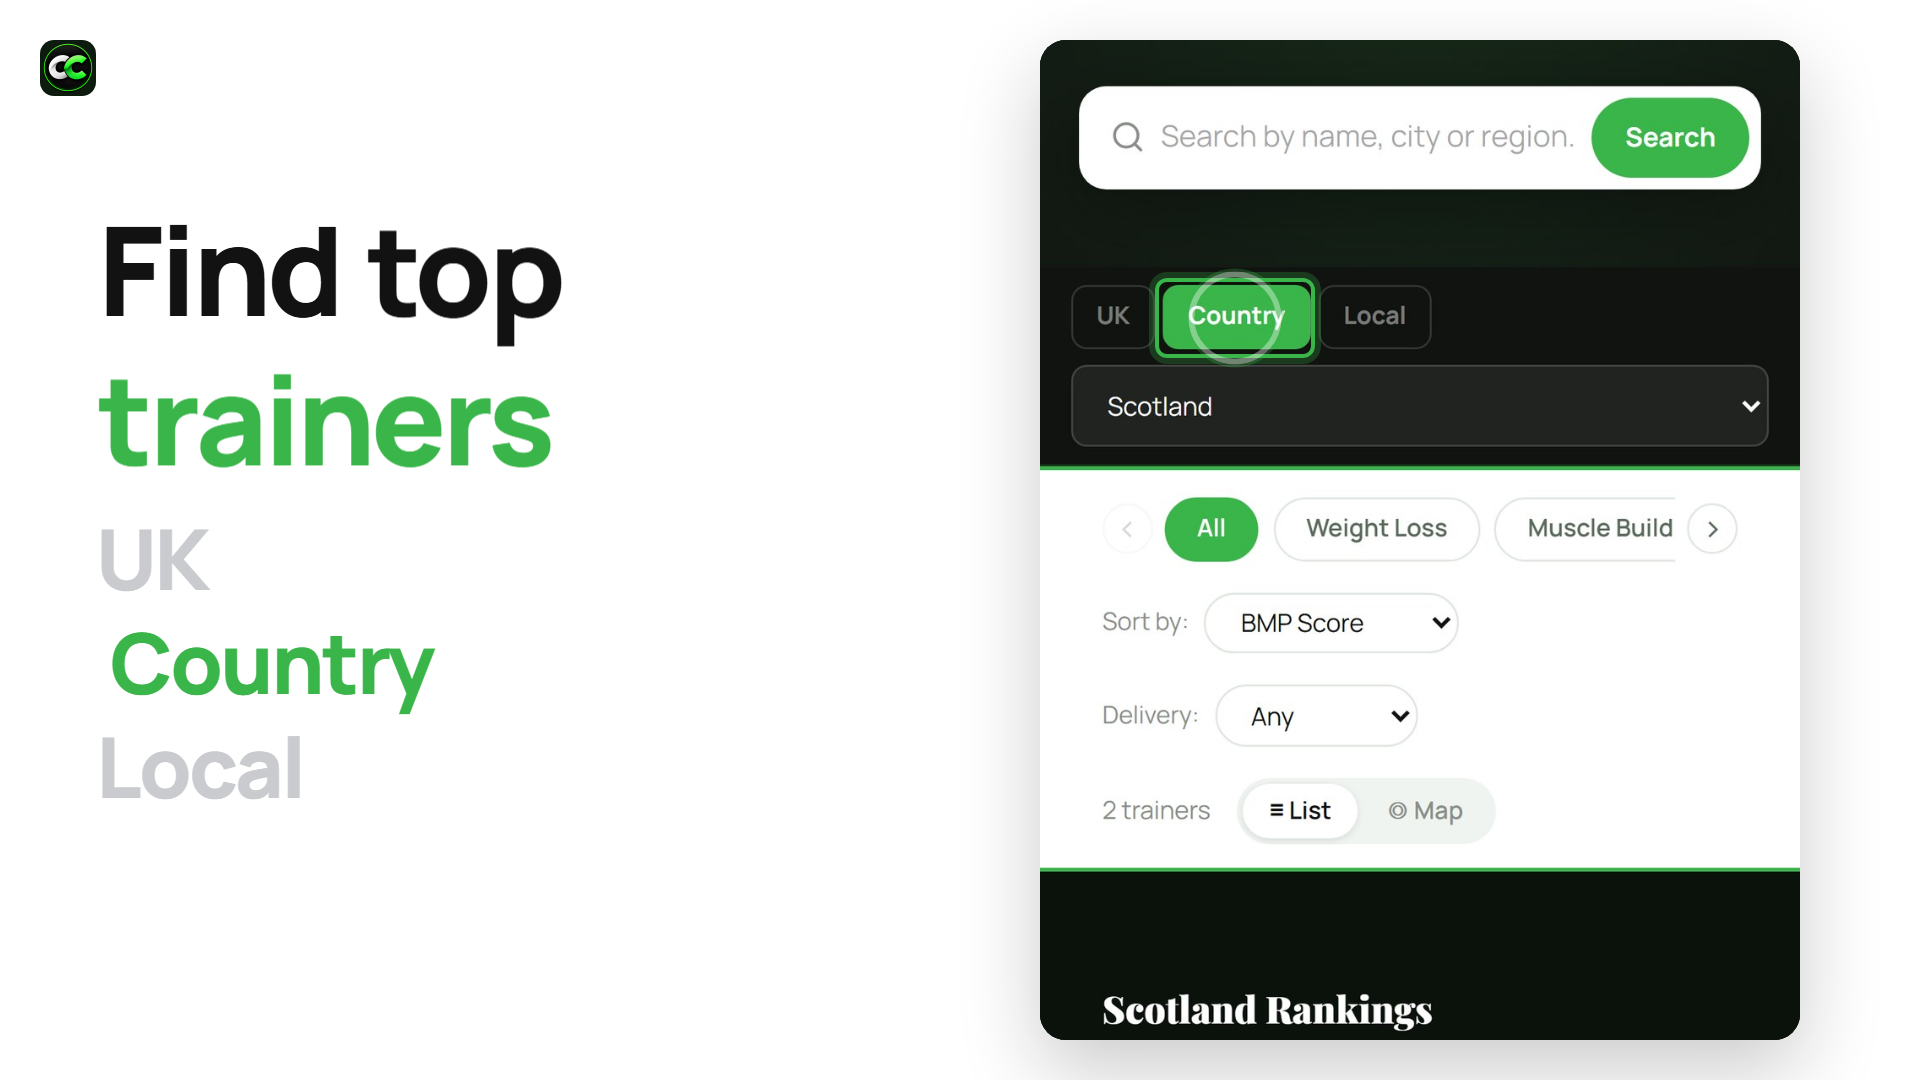 CC
Find top
trainers
UK
Country
Local
Search by name, city or region.
Search
UK
Country
Local
Scotland
All
Weight Loss
Muscle Build
Sort by:
BMP Score
Delivery:
Any
2 trainers
List
Map
Scotland Rankings